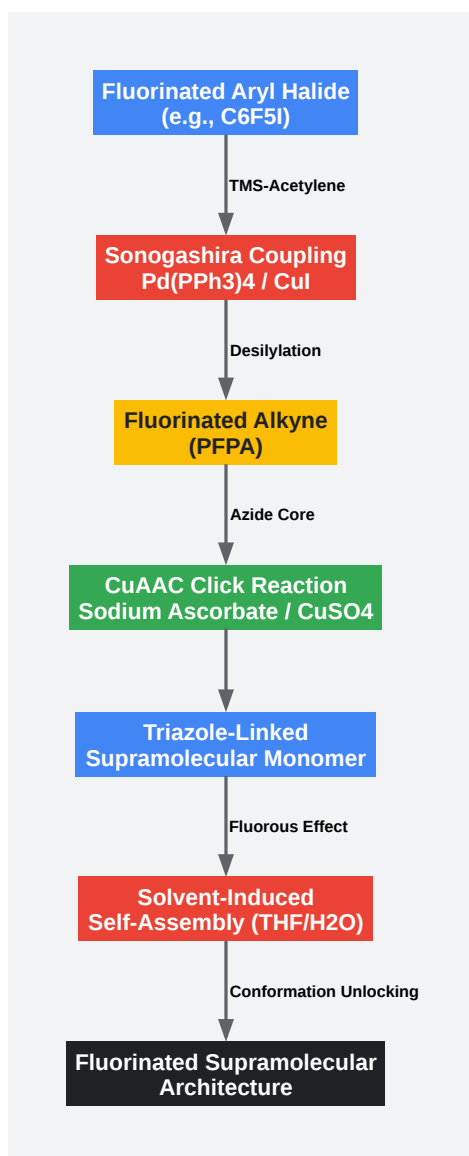 Fluorinated Aryl Halide
(e.g., C6F5I)
TMS-Acetylene
Sonogashira Coupling
Pd(PPh3)4 / CuI
Desilylation
Fluorinated Alkyne
(PFPA)
Azide Core
CuAAC Click Reaction
Sodium Ascorbate / CuSO4
Triazole-Linked
Supramolecular Monomer
Fluorous Effect
Solvent-Induced
Self-Assembly (THF/H2O)
Conformation Unlocking
Fluorinated Supramolecular
Architecture